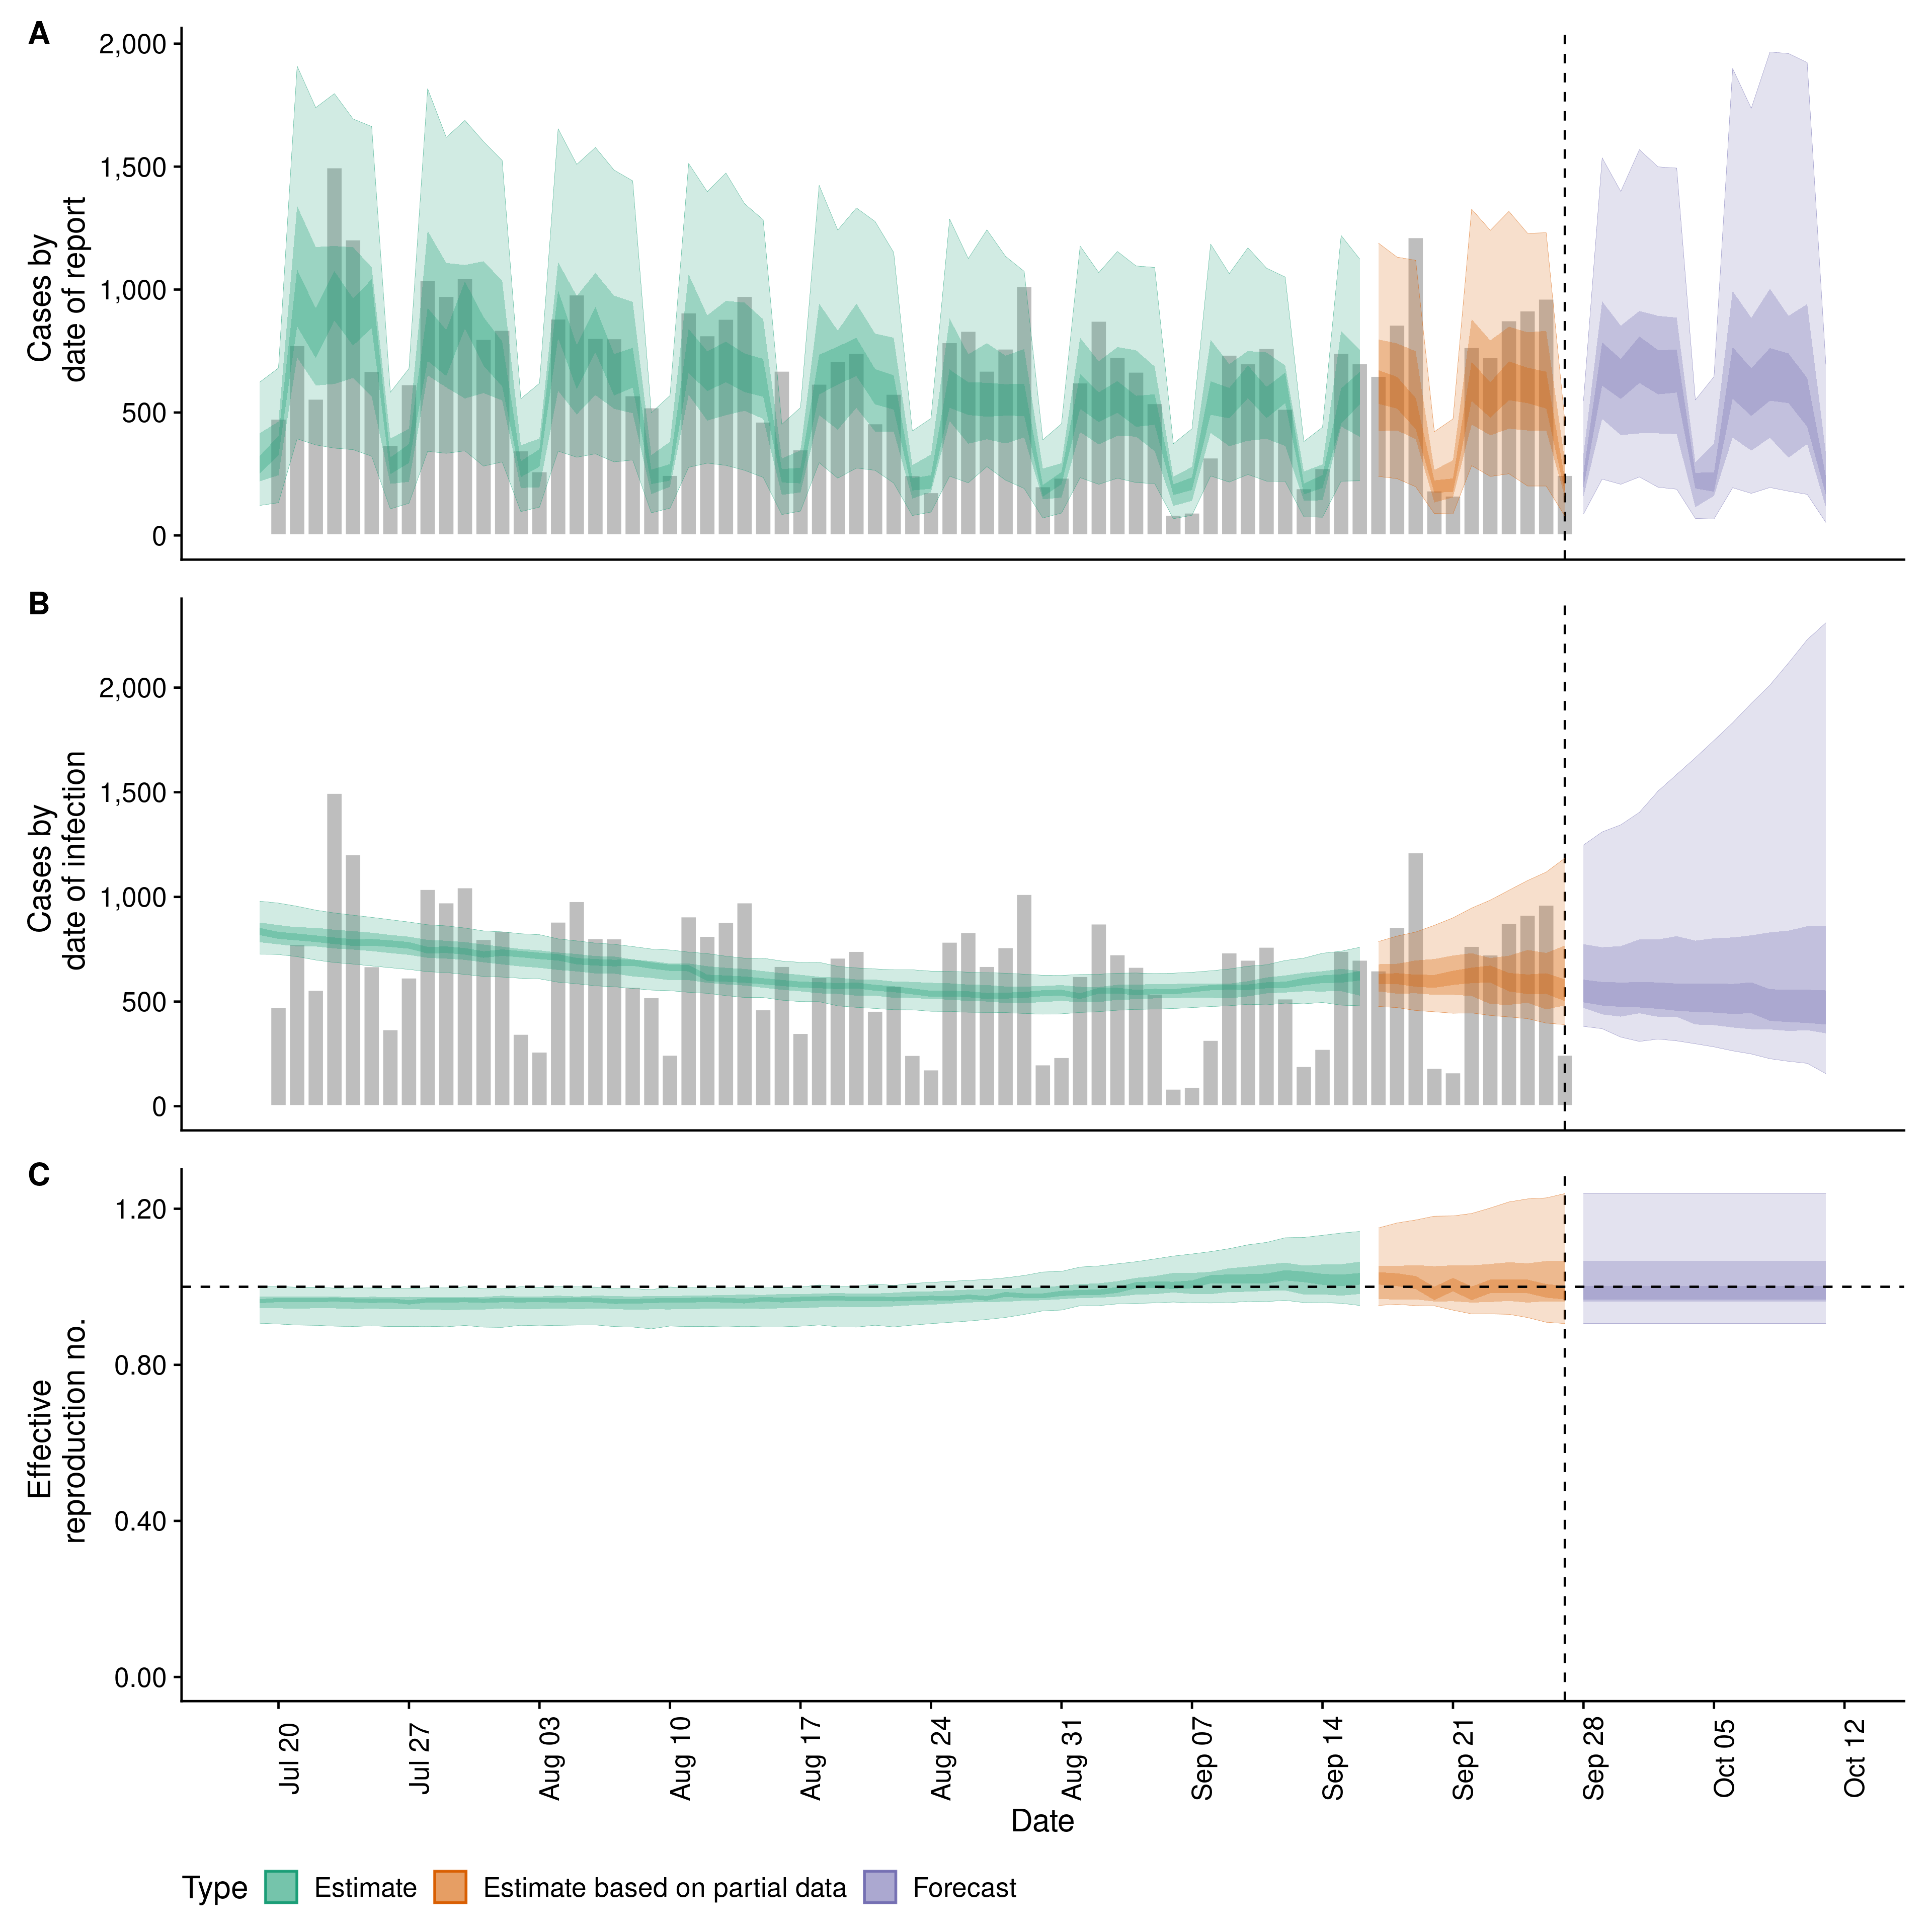 A
Cases by
date of report
2,000
1,500
1,000
500
0
B
Cases by
date of infection
2,000
1,500
1,000
500
0
C
Effective
reproduction no.
1.20
0.80
0.40
0.00
Jul 20
Jul 27
Aug 03
Aug 10
Aug 17
Aug 24
Aug 31
Sep 07
Sep 14
Sep 21
Sep 28
Oct 05
Oct 12
Date
Type Estimate Estimate based on partial data Forecast